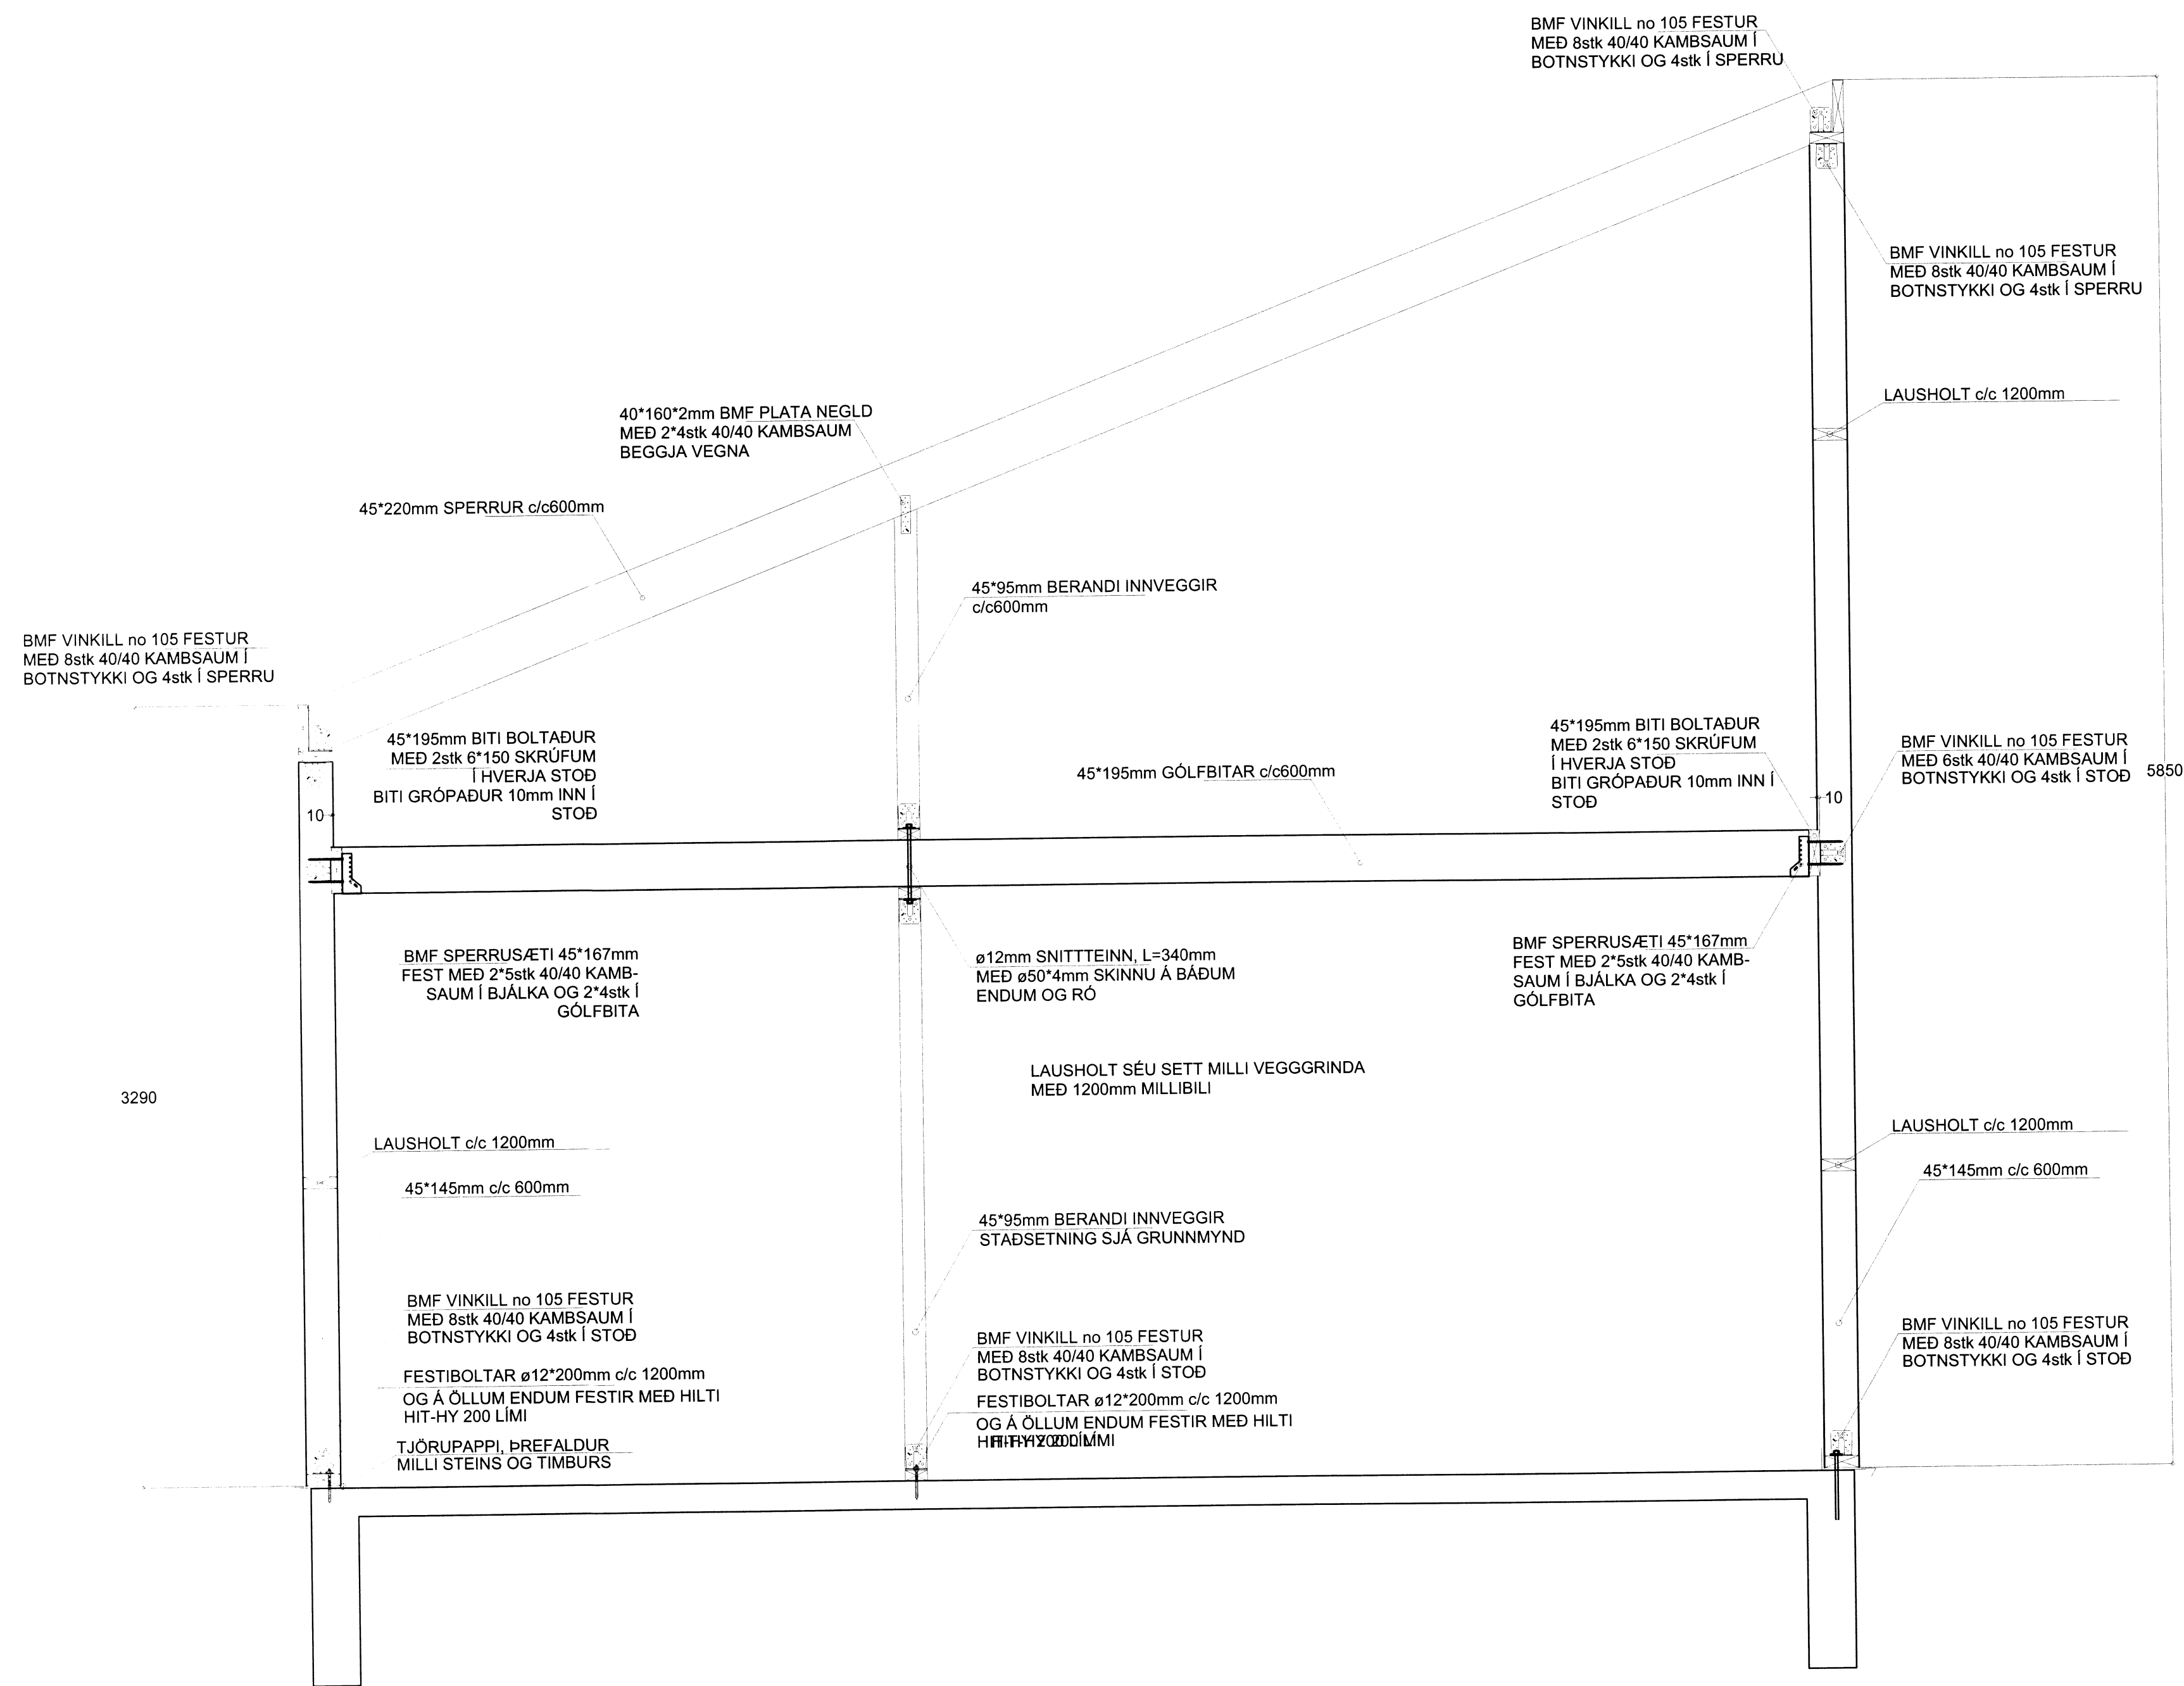 BMF VINKILL no 105 FESTUR
MEÐ 8stk 40/40 KAMBSAUM Í
BOTNSTYKKI OG 4stk Í SPERRU
BMF VINKILL no 105 FESTUR
MEÐ 8stk 40/40 KAMBSAUM Í
BOTNSTYKKI OG 4stk Í SPERRU
LAUSHOLT c/c 1200mm
40*160*2mm BMF PLATA NEGLD
MEÐ 2*4stk 40/40 KAMBSAUM
BEGGJA VEGNA
45*220mm SPERRUR c/c600mm
45*95mm BERANDI INNVEGGIR
c/c600mm
BMF VINKILL no 105 FESTUR
MEÐ 8stk 40/40 KAMBSAUM Í
BOTNSTYKKI OG 4stk Í SPERRU
45*195mm BITI BOLTAÐUR
MEÐ 2stk 6*150 SKRÚFUM
Í HVERJA STOÐ
BITI GRÓPAÐUR 10mm INN Í
STOÐ
10
45*195mm GÓLFBITAR c/c600mm
45*195mm BITI BOLTAÐUR
MEÐ 2stk 6*150 SKRÚFUM
Í HVERJA STOÐ
BITI GRÓPAÐUR 10mm INN Í
STOÐ
10
BMF VINKILL no 105 FESTUR
MEÐ 6stk 40/40 KAMBSAUM Í
BOTNSTYKKI OG 4stk Í STOÐ
5850
BMF SPERRUSÆTI 45*167mm
FEST MEÐ 2*5stk 40/40 KAMB-
SAUM Í BJÁLKA OG 2*4stk Í
GÓLFBITA
ø12mm SNITTTEINN, L=340mm
MEÐ ø50*4mm SKINNU Á BÁÐUM
ENDUM OG RÓ
BMF SPERRUSÆTI 45*167mm
FEST MEÐ 2*5stk 40/40 KAMB-
SAUM Í BJÁLKA OG 2*4stk Í
GÓLFBITA
LAUSHOLT SÉU SETT MILLI VEGGGRINDA
MEÐ 1200mm MILLIBILI
3290
LAUSHOLT c/c 1200mm
45*145mm c/c 600mm
LAUSHOLT c/c 1200mm
45*145mm c/c 600mm
45*95mm BERANDI INNVEGGIR
STAÐSETNING SJÁ GRUNNMYND
BMF VINKILL no 105 FESTUR
MEÐ 8stk 40/40 KAMBSAUM Í
BOTNSTYKKI OG 4stk Í STOÐ
FESTIBOLTAR ø12*200mm c/c 1200mm
OG Á ÖLLUM ENDUM FESTIR MEÐ HILTI
HIT-HY 200 LÍMI
TJÖRUPAPPI, ÞREFALDUR
MILLI STEINS OG TIMBURS
BMF VINKILL no 105 FESTUR
MEÐ 8stk 40/40 KAMBSAUM Í
BOTNSTYKKI OG 4stk Í STOÐ
FESTIBOLTAR ø12*200mm c/c 1200mm
OG Á ÖLLUM ENDUM FESTIR MEÐ HILTI
HIT-HY 200 LÍMI
BMF VINKILL no 105 FESTUR
MEÐ 8stk 40/40 KAMBSAUM Í
BOTNSTYKKI OG 4stk Í STOÐ